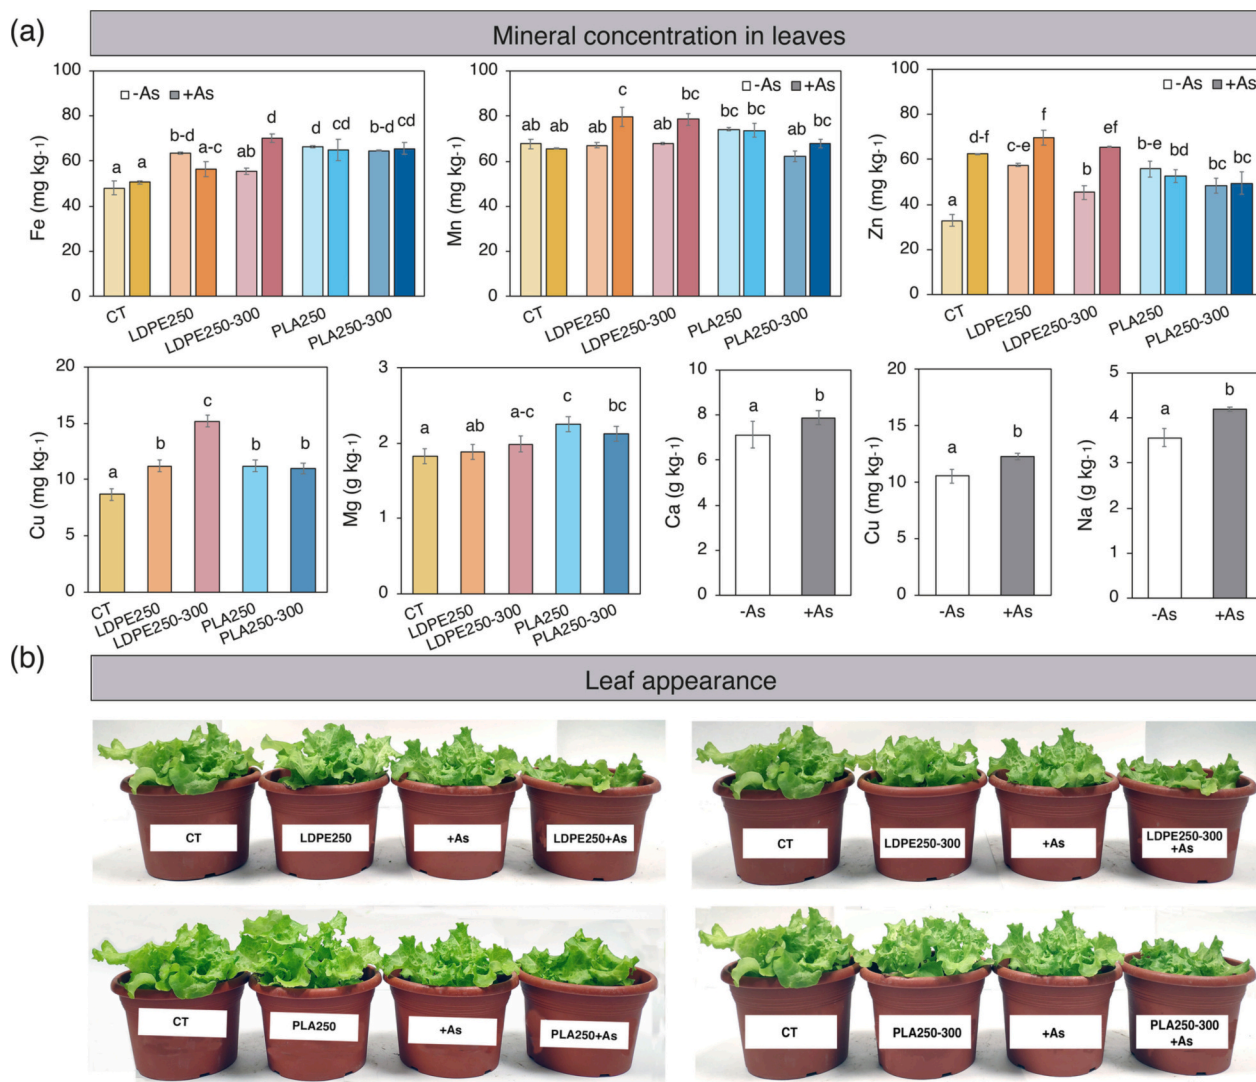 (a)
Mineral concentration in leaves
100
80
60
40
20
0
Fe (mg kg-1)
-As +As
a a b-d a-c ab d d cd b-d cd
CT LDPE250 LDPE250-300 PLA250 PLA250-300
100
80
60
40
20
0
Mn (mg kg-1)
-As +As
ab ab ab c ab bc bc bc ab bc
CT LDPE250 LDPE250-300 PLA250 PLA250-300
100
80
60
40
20
0
Zn (mg kg-1)
-As +As
a d-f c-e f b ef b-e bd bc bc
CT LDPE250 LDPE250-300 PLA250 PLA250-300
20
15
10
5
0
Cu (mg kg-1)
a b c b b
CT LDPE250 LDPE250-300 PLA250 PLA250-300
3
2
1
0
Mg (g kg-1)
a ab a-c c bc
CT LDPE250 LDPE250-300 PLA250 PLA250-300
10
8
6
4
2
0
Ca (g kg-1)
a b
-As +As
20
15
10
5
0
Cu (mg kg-1)
a b
-As +As
5
4
3
2
1
0
Na (g kg-1)
a b
-As +As
(b)
Leaf appearance
CT LDPE250 +As LDPE250+As
CT LDPE250-300 +As LDPE250-300
+As
CT PLA250 +As PLA250+As
CT PLA250-300 +As PLA250-300
+As